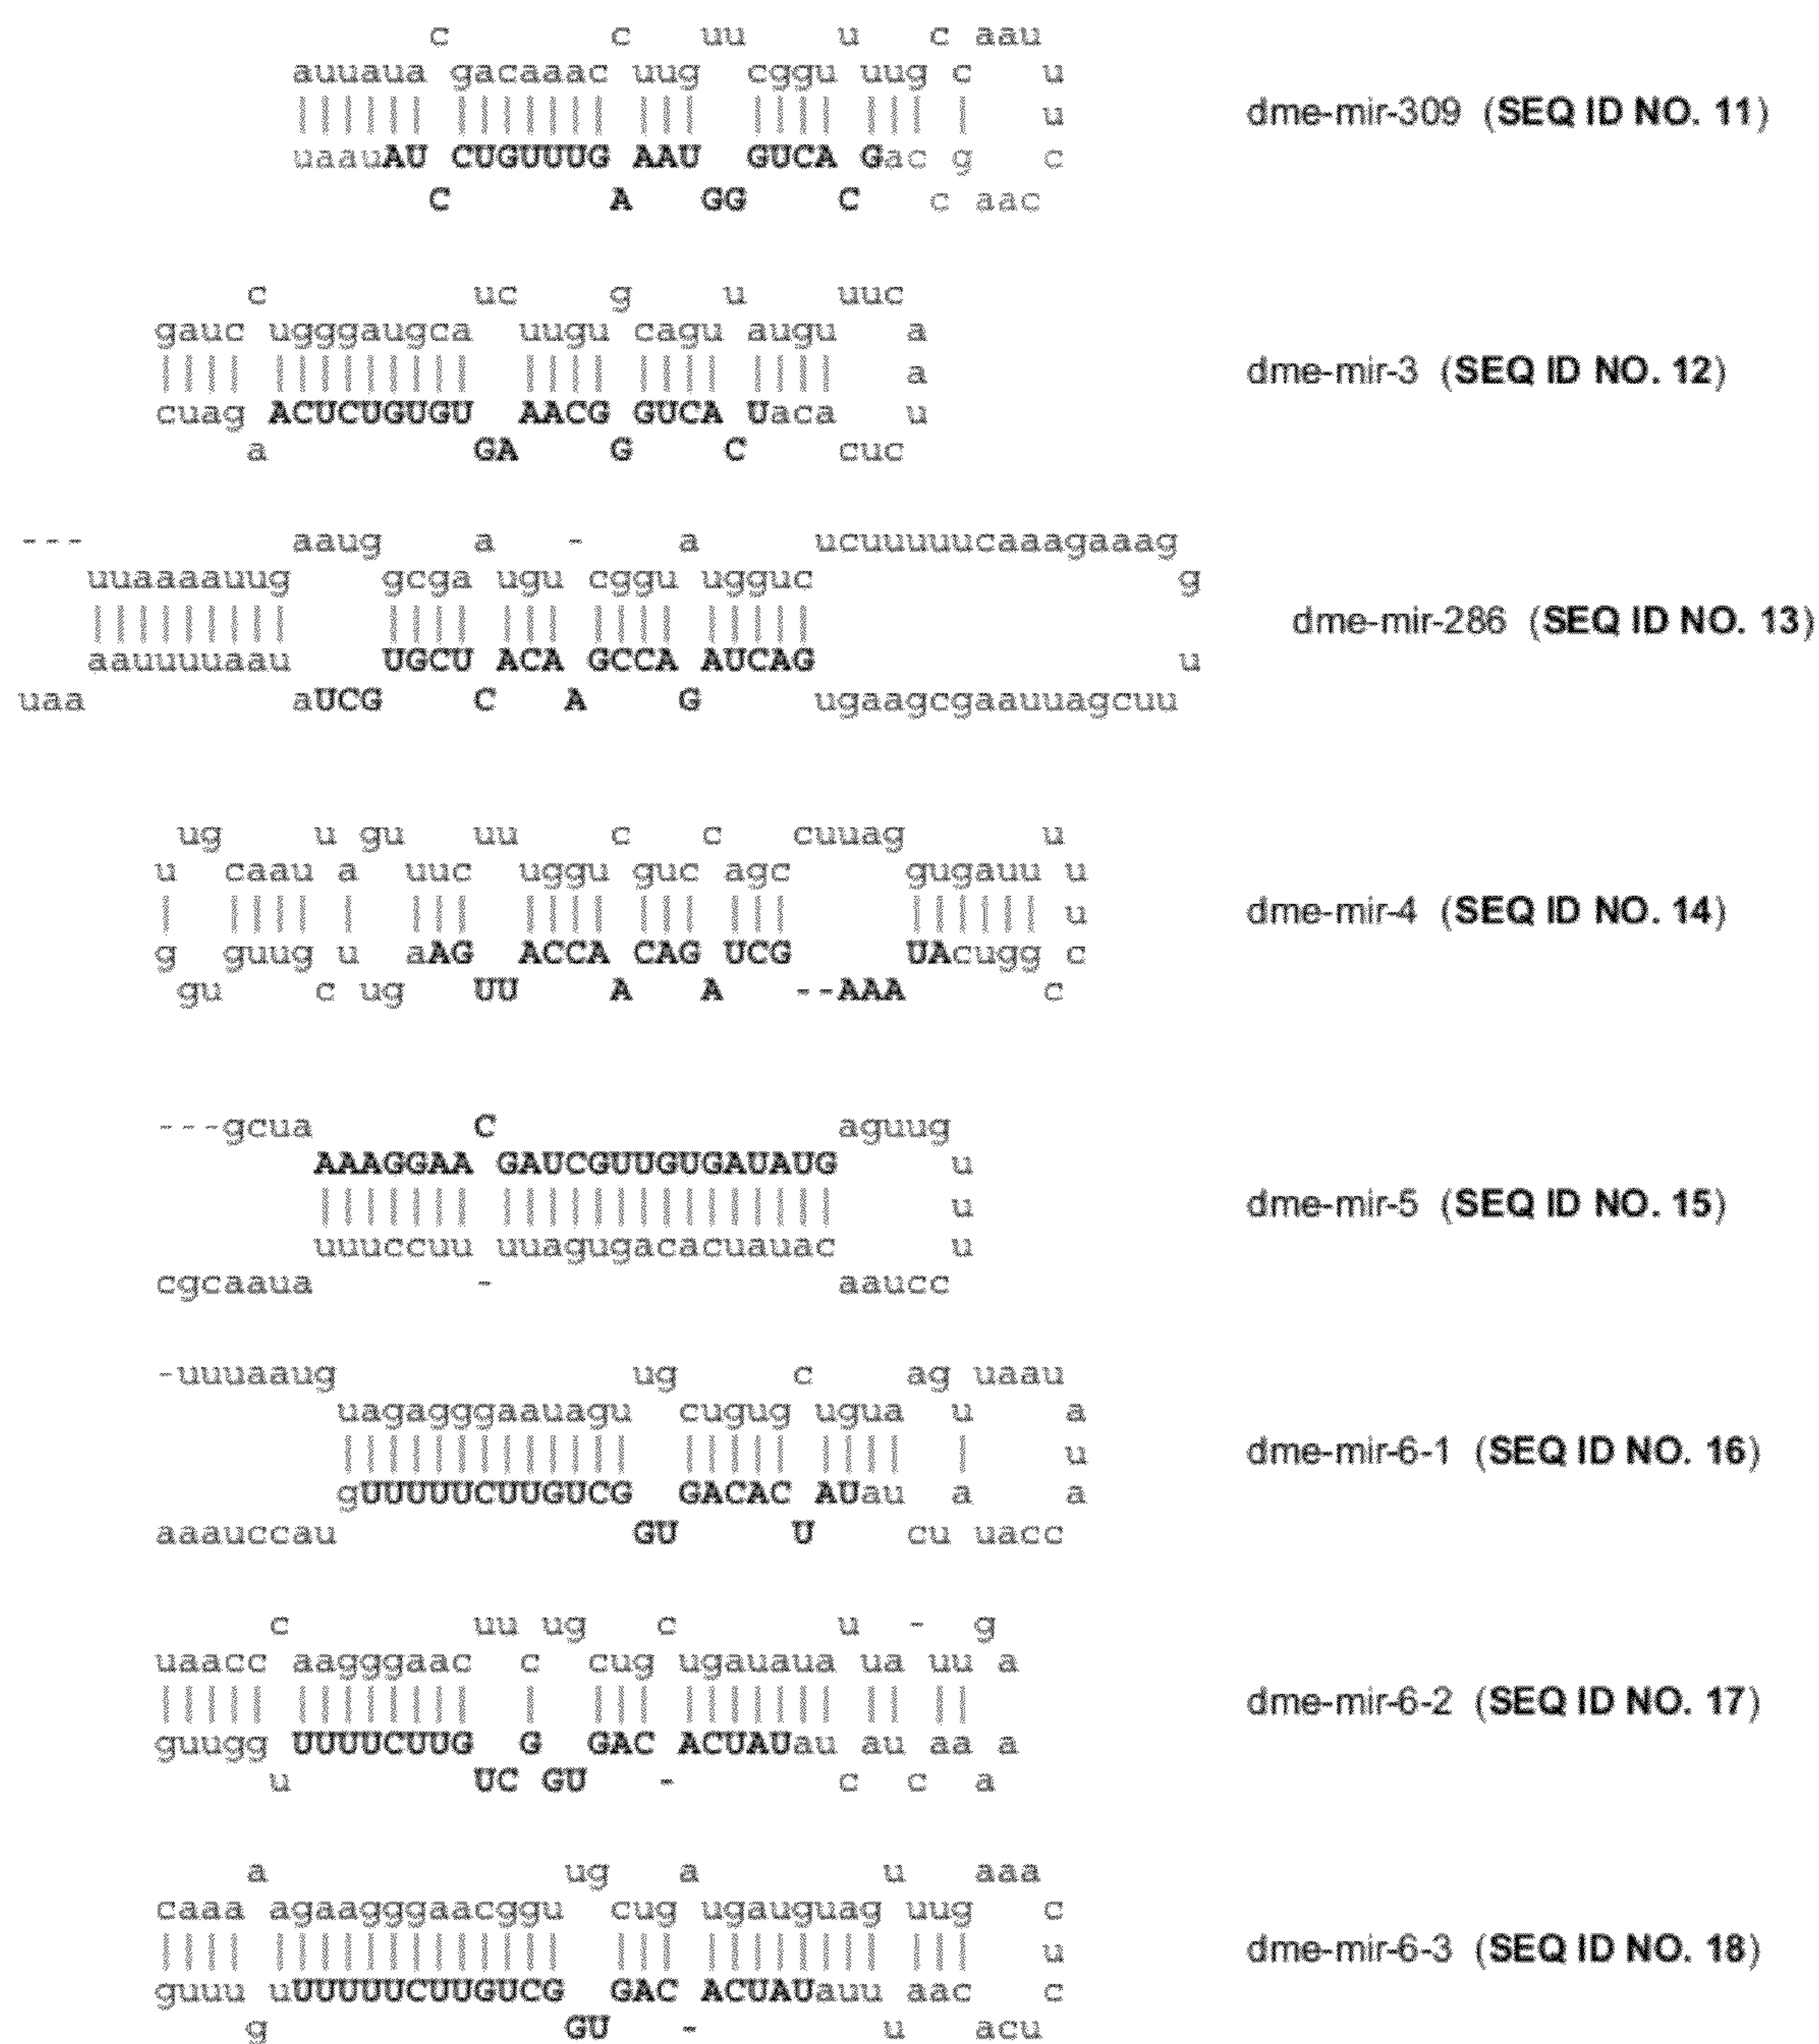 c c uu u c aau
auuaua gacaaac uug cggu uug c u
u dme-mir-309 (SEQ ID NO. 11)
uaauAU CUGUUUG AAU GUCA Gac g c
C A GG C c aac
c uc g u uuc
gauc ugggaugca uugu cagu augu a
a dme-mir-3 (SEQ ID NO. 12)
cuag ACUCUGUGU AACG GUCA Uaca u
a GA G C cuc
--- aaug a - a ucuuuuucaaagaaag
uuaaaauug gcga ugu cggu ugguc g
dme-mir-286 (SEQ ID NO. 13)
aauuuuaau UGCU ACA GCCA AUCAG u
uaa aUCG C A G ugaagcgaauuagcuu
ug u gu uu c c cuuag u
u caau a uuc uggu guc agc gugauu u
u dme-mir-4 (SEQ ID NO. 14)
g guug u aAG ACCA CAG UCG UAcugg c
gu c ug UU A A --AAA c
---gcua C aguug
AAAGGAA GAUCGUUGUGAUAUG u
u dme-mir-5 (SEQ ID NO. 15)
uuuccuu uuagugacacuauac u
cgcaaua - aaucc
-uuuaaug ug c ag uaau
uagagggaauagu cugug ugua u a
u dme-mir-6-1 (SEQ ID NO. 16)
gUUUUUCUUGUCG GACAC AUau a a
aaauccau GU U cu uacc
c uu ug c u - g
uaacc aagggaac c cug ugauaua ua uu a
dme-mir-6-2 (SEQ ID NO. 17)
guugg UUUUCUUG G GAC ACUAUau au aa a
u UC GU - c c a
a ug a u aaa
caaa agaagggaacggu cug ugauguag uug c
u dme-mir-6-3 (SEQ ID NO. 18)
guuu uUUUUUCUUGUCG GAC ACUAUauu aac c
g GU - u acu